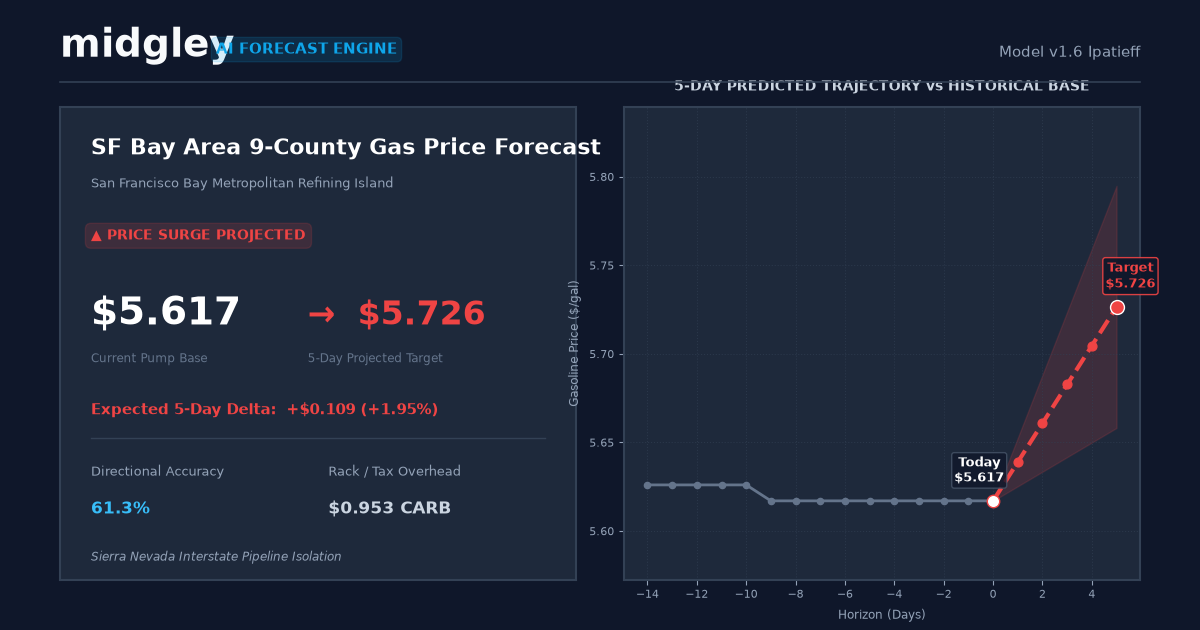 midgley
AI FORECAST ENGINE
Model v1.6 Ipatieff
SF Bay Area 9-County Gas Price Forecast
San Francisco Bay Metropolitan Refining Island
▲ PRICE SURGE PROJECTED
$5.617 → $5.726
Current Pump Base 5-Day Projected Target
Expected 5-Day Delta: +$0.109 (+1.95%)
Directional Accuracy Rack / Tax Overhead
61.3% $0.953 CARB
Sierra Nevada Interstate Pipeline Isolation
5-DAY PREDICTED TRAJECTORY vs HISTORICAL BASE
Gasoline Price ($/gal)
5.80
5.75
5.70
5.65
5.60
Target
$5.726
Today
$5.617
−14 −12 −10 −8 −6 −4 −2 0 2 4
Horizon (Days)